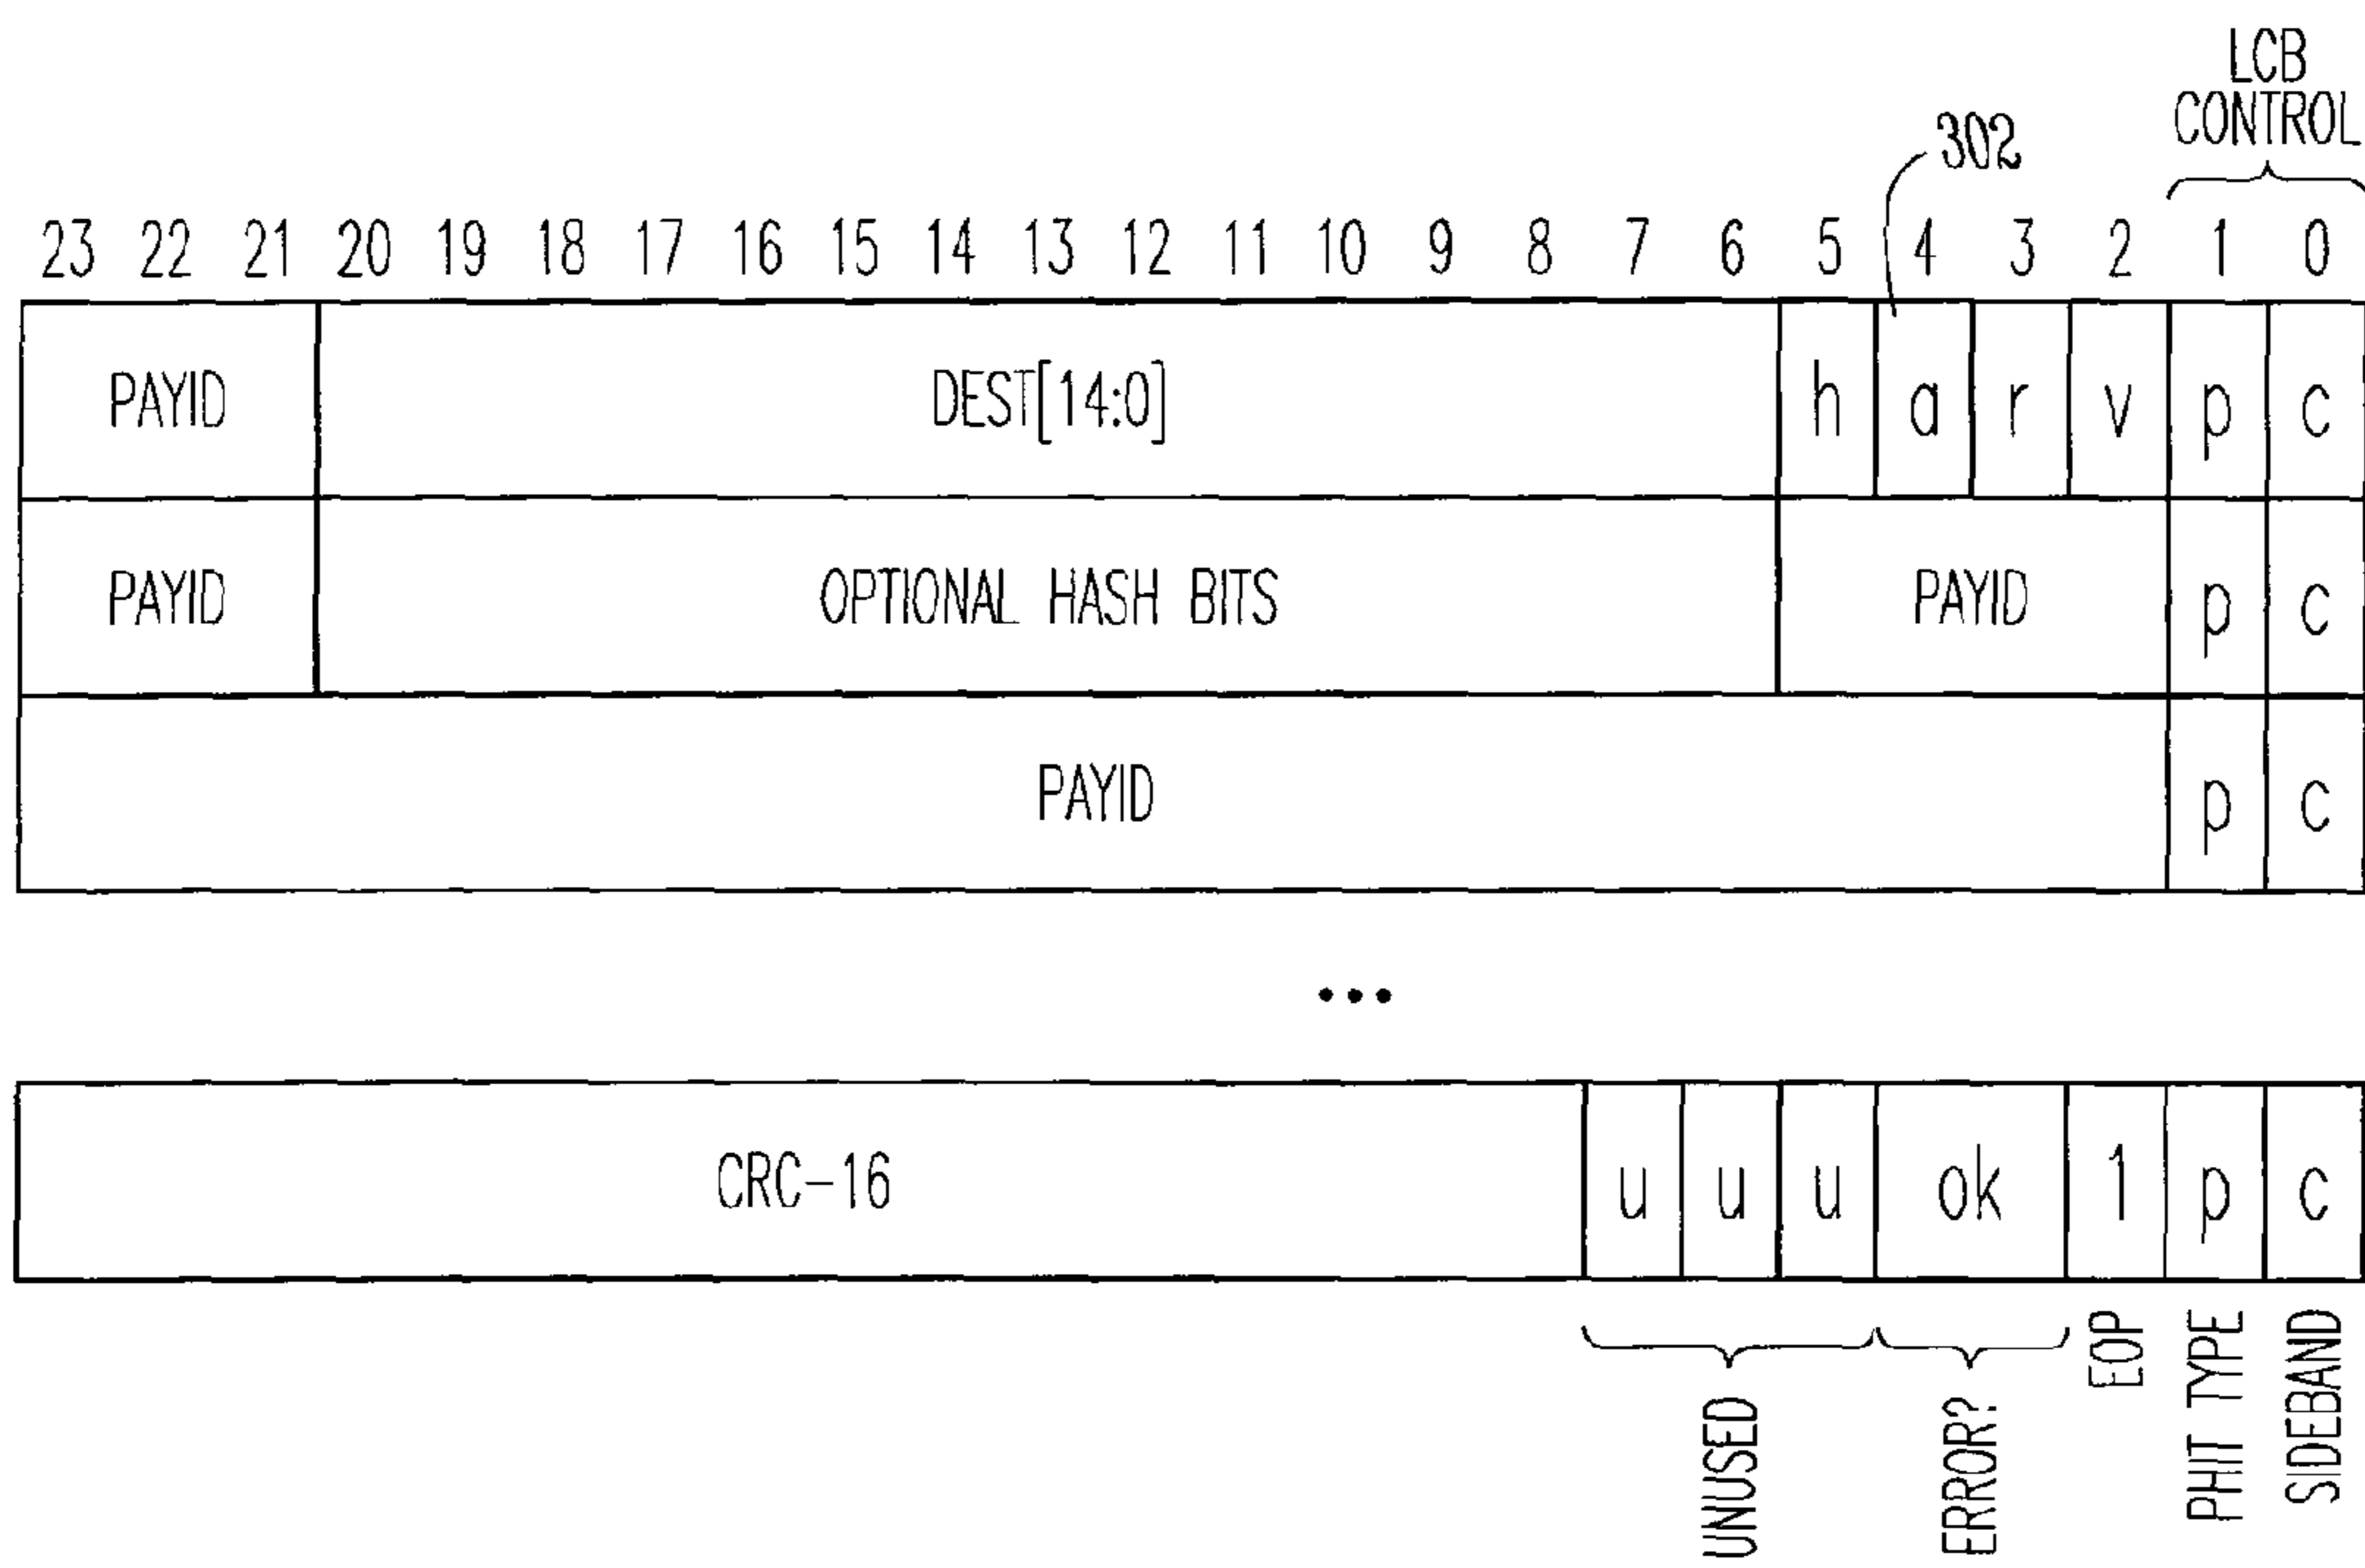 LCB
CONTROL
302
23 22 21 20 19 18 17 16 15 14 13 12 11 10 9 8 7 6 5 4 3 2 1 0
PAYID DEST[14:0] h a r v p c
PAYID OPTIONAL HASH BITS PAYID p c
PAYID p c
...
CRC-16 u u u ok 1 p c
UNUSED
ERROR?
EOP
PHIT TYPE
SIDEBAND